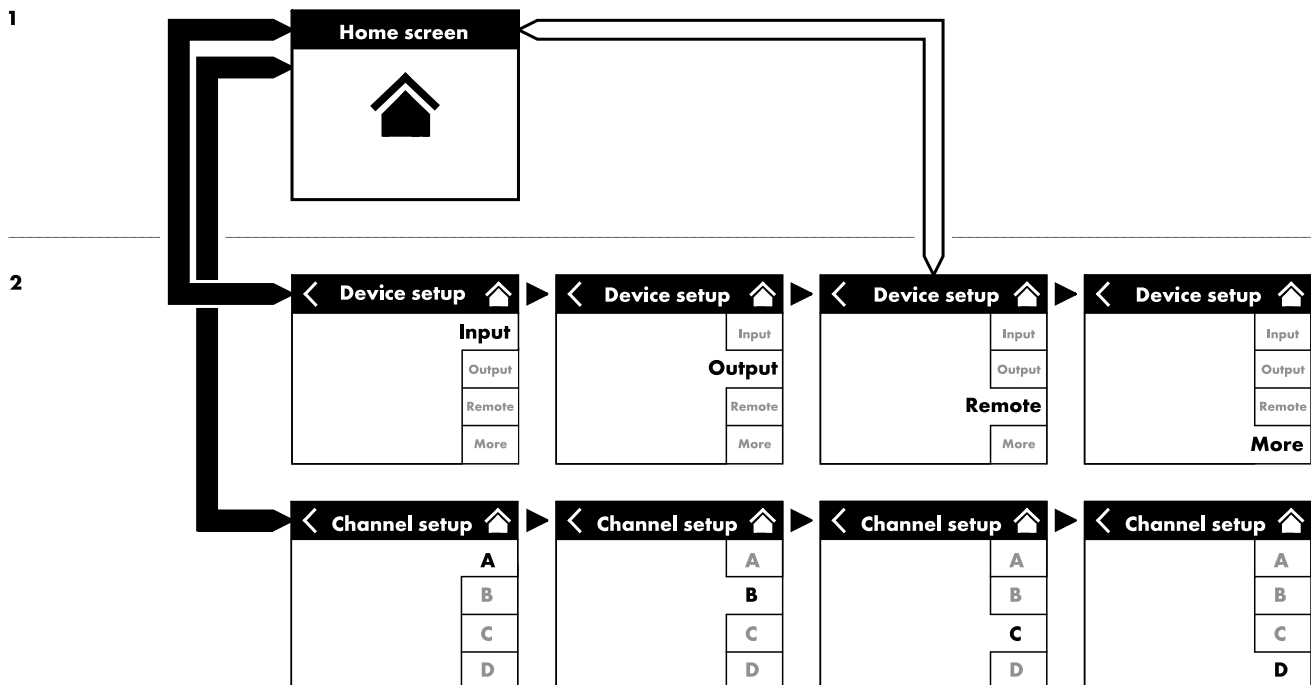 1
Home screen
2
Device setup
Input
Output
Remote
More
Device setup
Input
Output
Remote
More
Device setup
Input
Output
Remote
More
Device setup
Input
Output
Remote
More
Channel setup
A
B
C
D
Channel setup
A
B
C
D
Channel setup
A
B
C
D
Channel setup
A
B
C
D